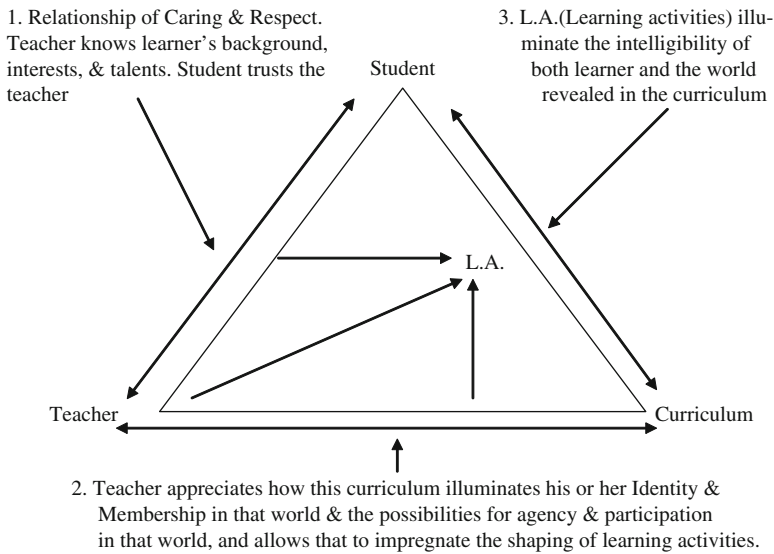 1. Relationship of Caring & Respect.
Teacher knows learner's background,
interests, & talents. Student trusts the
teacher
3. L.A.(Learning activities) illu-
minate the intelligibility of
both learner and the world
revealed in the curriculum
Student
L.A.
Teacher
Curriculum
2. Teacher appreciates how this curriculum illuminates his or her Identity &
Membership in that world & the possibilities for agency & participation
in that world, and allows that to impregnate the shaping of learning activities.